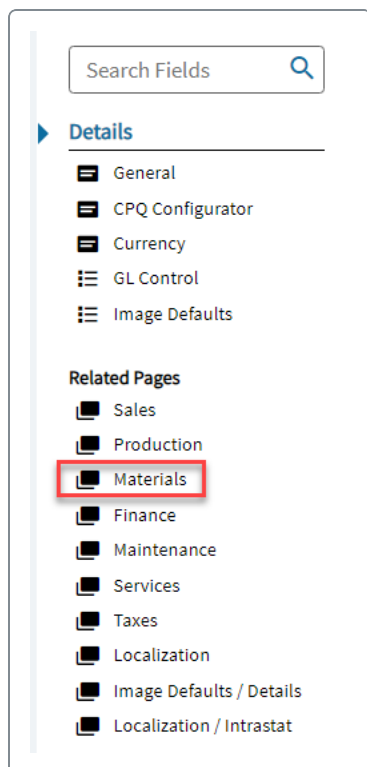 Search Fields
Details
General
CPQ Configurator
Currency
GL Control
Image Defaults
Related Pages
Sales
Production
Materials
Finance
Maintenance
Services
Taxes
Localization
Image Defaults / Details
Localization / Intrastat